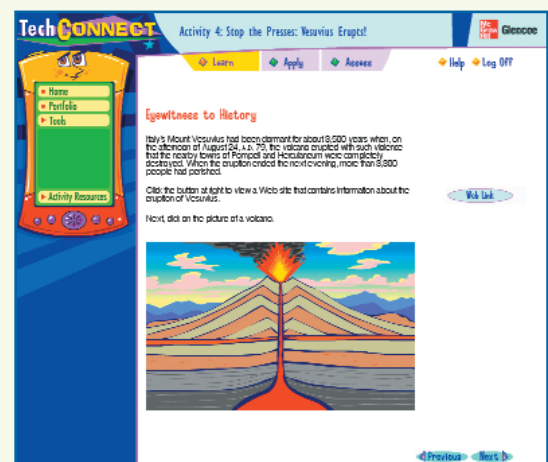 TechCONNECT
Activity 4: Stop the Presses: Vesuvius Erupts!
Mc
Graw
Hill
Glencoe
Learn
Apply
Assess
Help
Log Off
Home
Portfolio
Tools
Activity Resources
Eyewitness to History
Italy's Mount Vesuvius had been dormant for about 3,500 years when, on
the afternoon of August 24, A.D. 79, the volcano erupted with such violence
that the nearby towns of Pompeii and Herculaneum were completely
destroyed. When the eruption ended the next evening, more than 3,300
people had perished.
Click the button at right to view a Web site that contains information about the
eruption of Vesuvius.
Web Link
Next, click on the picture of a volcano.
Previous
Next